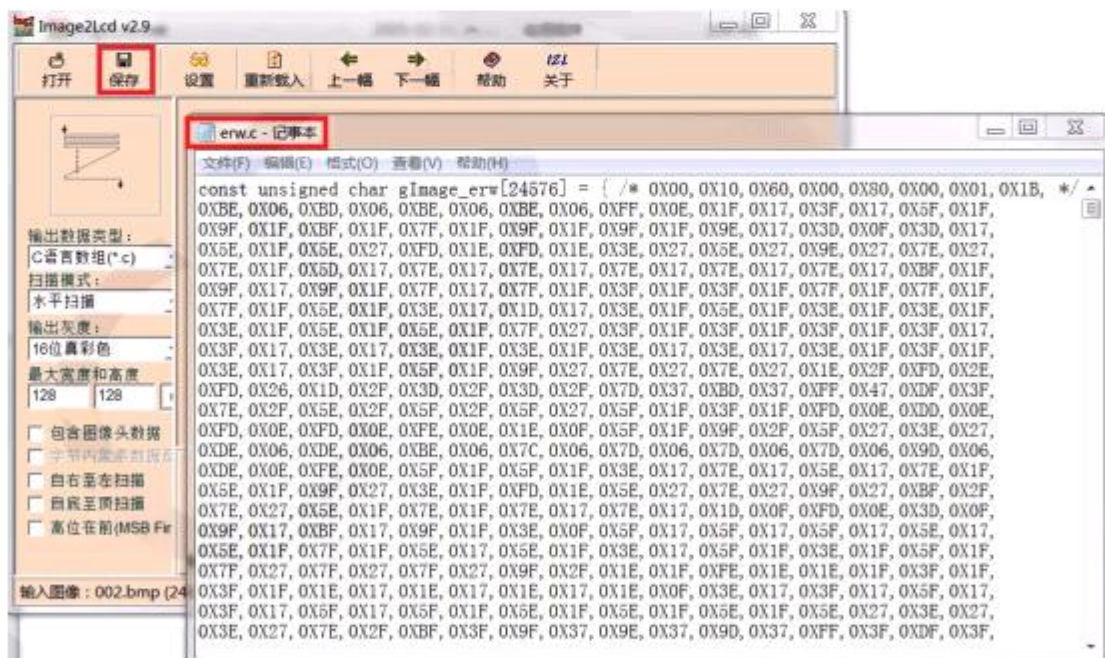 Image2Lcd v2.9
打开 保存 设置 重新载入 上一幅 下一幅 帮助 关于
erw.c - 记事本
文件(F) 编辑(E) 格式(O) 查看(V) 帮助(H)
输出数据类型：
C语言数组(*.c)
扫描模式：
水平扫描
输出灰度：
16位真彩色
最大宽度和高度
128 128
包含图像头数据
自右至左扫描
自底至顶扫描
高位在前(MSB Fir
输入图像：002.bmp (24
const unsigned char gImage_erw[24576] = { /* 0X00,0X10,0X60,0X00,0X80,0X00,0X01,0X1B, */
0XBE,0X06,0XBD,0X06,0XBE,0X06,0XBE,0X06,0XFF,0X0E,0X1F,0X17,0X3F,0X17,0X5F,0X1F,
0X9F,0X1F,0XBF,0X1F,0X7F,0X1F,0X9F,0X1F,0X9F,0X1F,0X9E,0X17,0X3D,0X0F,0X3D,0X17,
0X5E,0X1F,0X5E,0X27,0XFD,0X1E,0XFD,0X1E,0X3E,0X27,0X5E,0X27,0X9E,0X27,0X7E,0X27,
0X7E,0X1F,0X5D,0X17,0X7E,0X17,0X7E,0X17,0X7E,0X17,0X7E,0X17,0X7E,0X17,0XBF,0X1F,
0X9F,0X17,0X9F,0X1F,0X7F,0X17,0X7F,0X1F,0X3F,0X1F,0X3F,0X1F,0X7F,0X1F,0X7F,0X1F,
0X7F,0X1F,0X5E,0X1F,0X3E,0X17,0X1D,0X17,0X3E,0X1F,0X5E,0X1F,0X3E,0X1F,0X3E,0X1F,
0X3E,0X1F,0X5E,0X1F,0X5E,0X1F,0X7F,0X27,0X3F,0X1F,0X3F,0X1F,0X3F,0X1F,0X3F,0X17,
0X3F,0X17,0X3E,0X17,0X3E,0X1F,0X3E,0X1F,0X3E,0X17,0X3E,0X17,0X3E,0X1F,0X3F,0X1F,
0X3E,0X17,0X3F,0X1F,0X5F,0X1F,0X9F,0X27,0X7E,0X27,0X7E,0X27,0X1E,0X2F,0XFD,0X2E,
0XFD,0X26,0X1D,0X2F,0X3D,0X2F,0X3D,0X2F,0X7D,0X37,0XBD,0X37,0XFF,0X47,0XDF,0X3F,
0X7E,0X2F,0X5E,0X2F,0X5F,0X2F,0X5F,0X27,0X5F,0X1F,0X3F,0X1F,0XFD,0X0E,0XDD,0X0E,
0XFD,0X0E,0XFD,0X0E,0XFE,0X0E,0X1E,0X0F,0X5F,0X1F,0X9F,0X2F,0X5F,0X27,0X3E,0X27,
0XDE,0X06,0XDE,0X06,0XBE,0X06,0X7C,0X06,0X7D,0X06,0X7D,0X06,0X7D,0X06,0X9D,0X06,
0XDE,0X0E,0XFE,0X0E,0X5F,0X1F,0X5F,0X1F,0X3E,0X17,0X7E,0X17,0X5E,0X17,0X7E,0X1F,
0X5E,0X1F,0X9F,0X27,0X3E,0X1F,0XFD,0X1E,0X5E,0X27,0X7E,0X27,0X9F,0X27,0XBF,0X2F,
0X7E,0X27,0X5E,0X1F,0X7E,0X1F,0X7E,0X17,0X7E,0X17,0X1D,0X0F,0XFD,0X0E,0X3D,0X0F,
0X9F,0X17,0XBF,0X17,0X9F,0X1F,0X3E,0X0F,0X5F,0X17,0X5F,0X17,0X5F,0X17,0X5E,0X17,
0X5E,0X1F,0X7F,0X1F,0X5E,0X17,0X5E,0X1F,0X3E,0X17,0X5F,0X1F,0X3E,0X1F,0X5F,0X1F,
0X7F,0X27,0X7F,0X27,0X7F,0X27,0X9F,0X2F,0X1E,0X1F,0XFE,0X1E,0X1E,0X1F,0X3F,0X1F,
0X3F,0X1F,0X1E,0X17,0X1E,0X17,0X1E,0X17,0X1E,0X0F,0X3E,0X17,0X3F,0X17,0X5F,0X17,
0X3F,0X17,0X5F,0X17,0X5F,0X1F,0X5E,0X1F,0X5E,0X1F,0X5E,0X1F,0X5E,0X27,0X3E,0X27,
0X3E,0X27,0X7E,0X2F,0XBF,0X3F,0X9F,0X37,0X9E,0X37,0X9D,0X37,0XFF,0X3F,0XDF,0X3F,